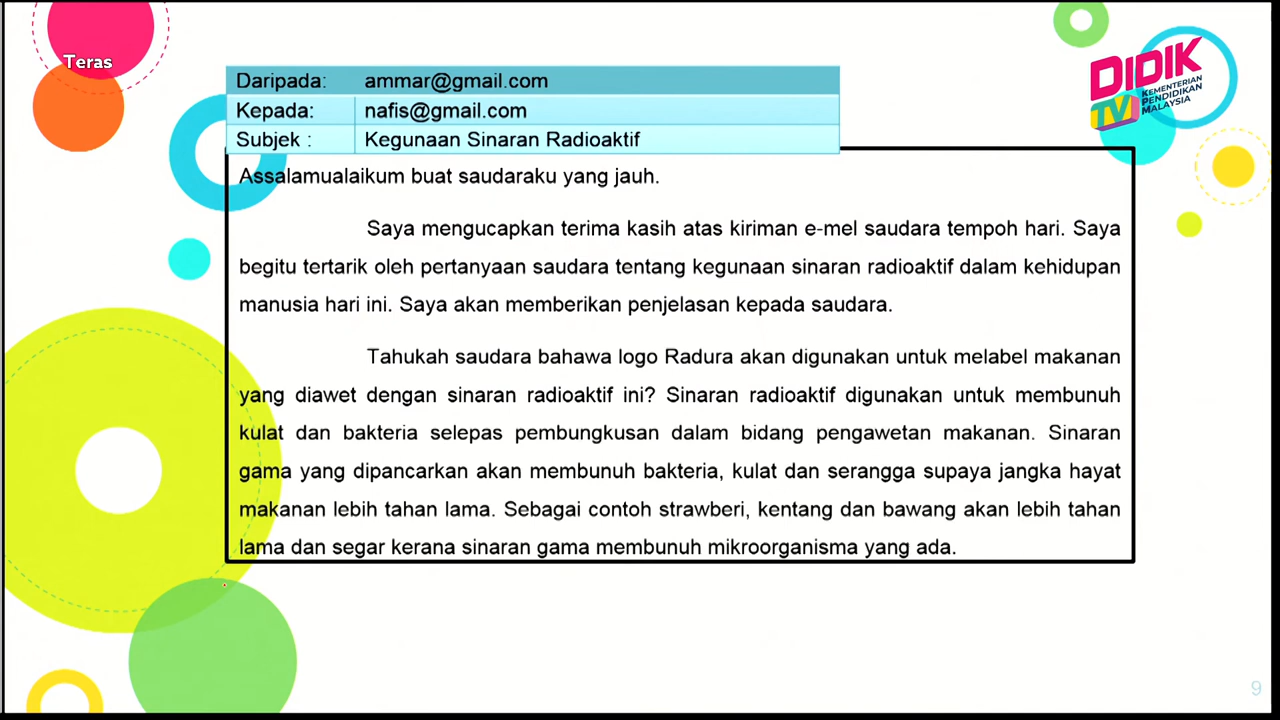 Teras
DIDIK
TV
KEMENTERIAN
PENDIDIKAN
MALAYSIA
Daripada: ammar@gmail.com
Kepada: nafis@gmail.com
Subjek : Kegunaan Sinaran Radioaktif
Assalamualaikum buat saudaraku yang jauh.
Saya mengucapkan terima kasih atas kiriman e-mel saudara tempoh hari. Saya
begitu tertarik oleh pertanyaan saudara tentang kegunaan sinaran radioaktif dalam kehidupan
manusia hari ini. Saya akan memberikan penjelasan kepada saudara.
Tahukah saudara bahawa logo Radura akan digunakan untuk melabel makanan
yang diawet dengan sinaran radioaktif ini? Sinaran radioaktif digunakan untuk membunuh
kulat dan bakteria selepas pembungkusan dalam bidang pengawetan makanan. Sinaran
gama yang dipancarkan akan membunuh bakteria, kulat dan serangga supaya jangka hayat
makanan lebih tahan lama. Sebagai contoh strawberi, kentang dan bawang akan lebih tahan
lama dan segar kerana sinaran gama membunuh mikroorganisma yang ada.
9